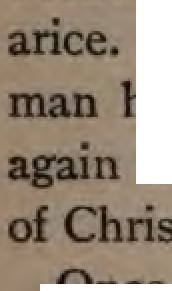 arice.
man h
again
of Chris